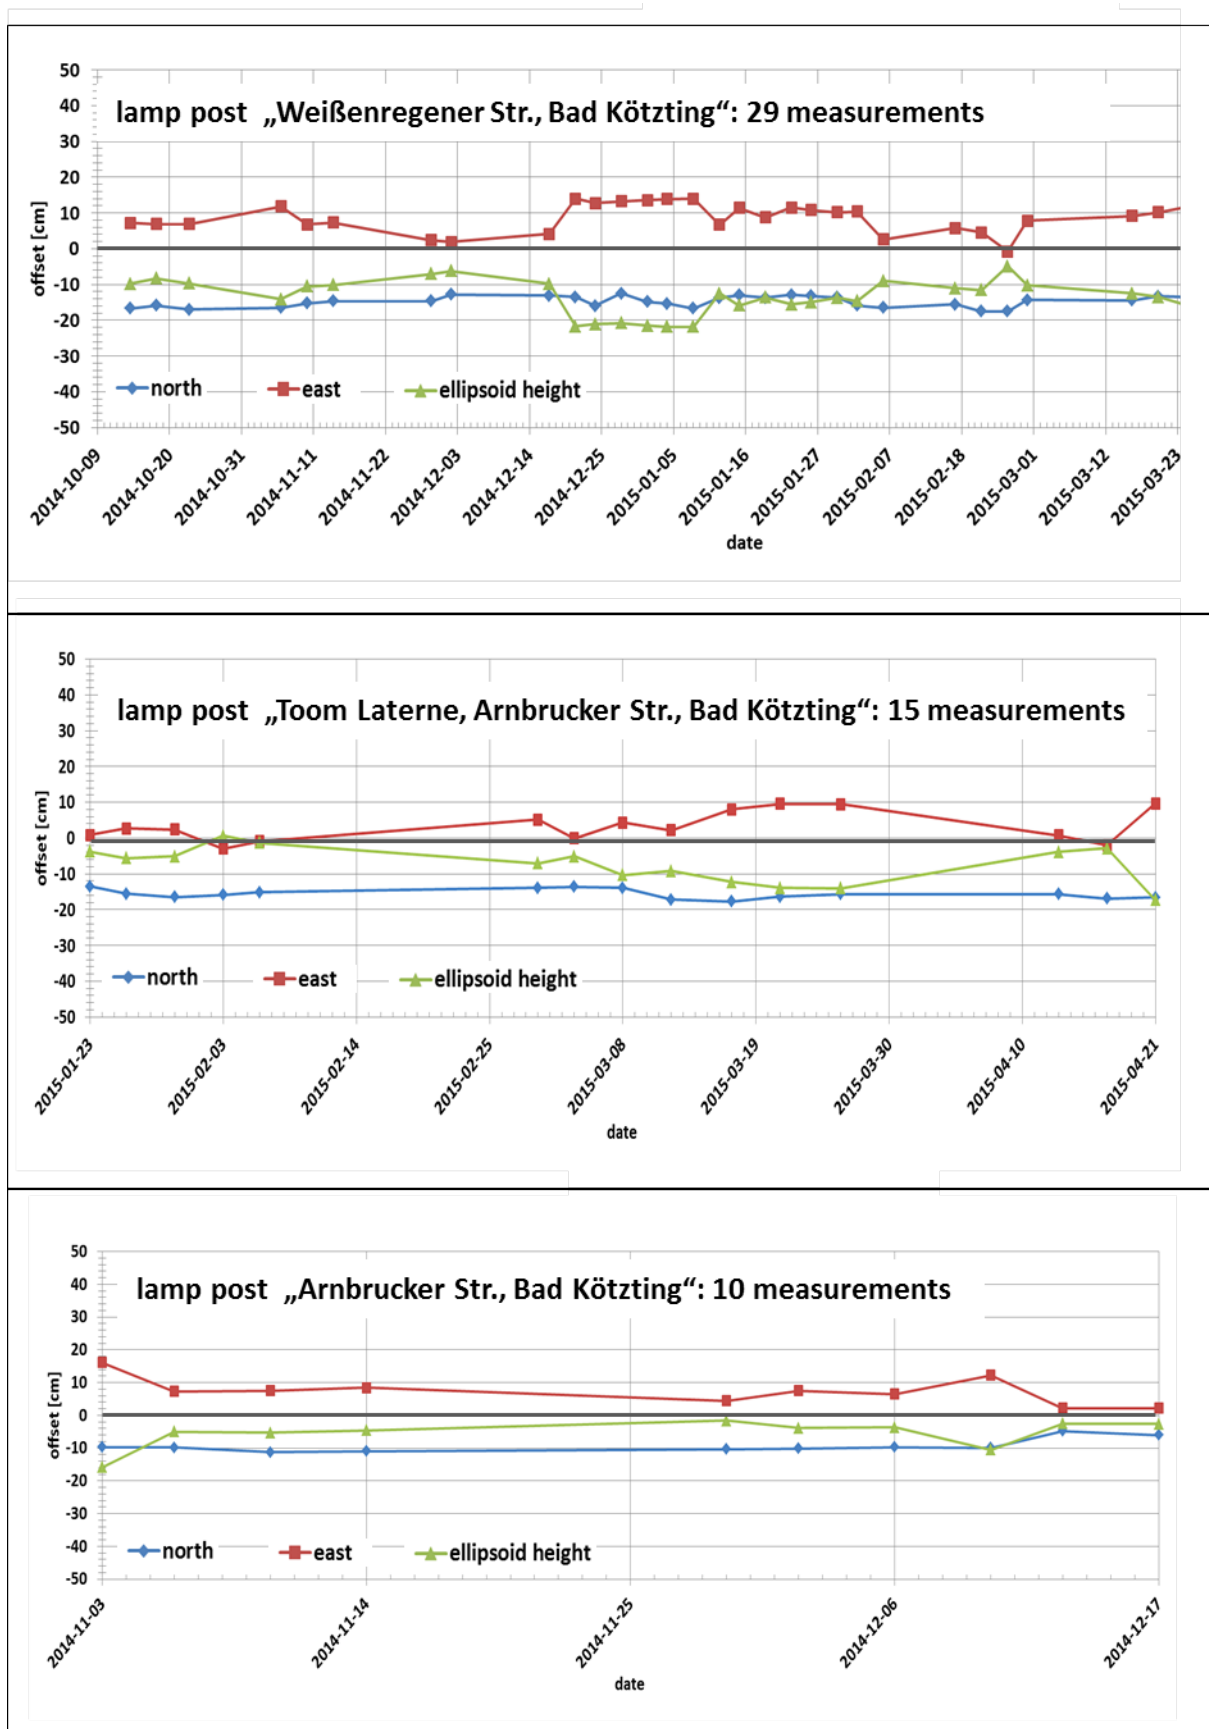 50
lamp post „Weißenregener Str., Bad Kötzting“: 29 measurements
40
30
20
10
0
-10
-20
-30
-40
-50
offset [cm]
north east ellipsoid height
2014-10-09 2014-10-20 2014-10-31 2014-11-11 2014-11-22 2014-12-03 2014-12-14 2014-12-25 2015-01-05 2015-01-16 2015-01-27 2015-02-07 2015-02-18 2015-03-01 2015-03-12 2015-03-23
date
50
lamp post „Toom Laterne, Arnbrucker Str., Bad Kötzting“: 15 measurements
40
30
20
10
0
-10
-20
-30
-40
-50
offset [cm]
north east ellipsoid height
2015-01-23 2015-02-03 2015-02-14 2015-02-25 2015-03-08 2015-03-19 2015-03-30 2015-04-10 2015-04-21
date
50
lamp post „Arnbrucker Str., Bad Kötzting“: 10 measurements
40
30
20
10
0
-10
-20
-30
-40
-50
offset [cm]
north east ellipsoid height
2014-11-03 2014-11-14 2014-11-25 2014-12-06 2014-12-17
date